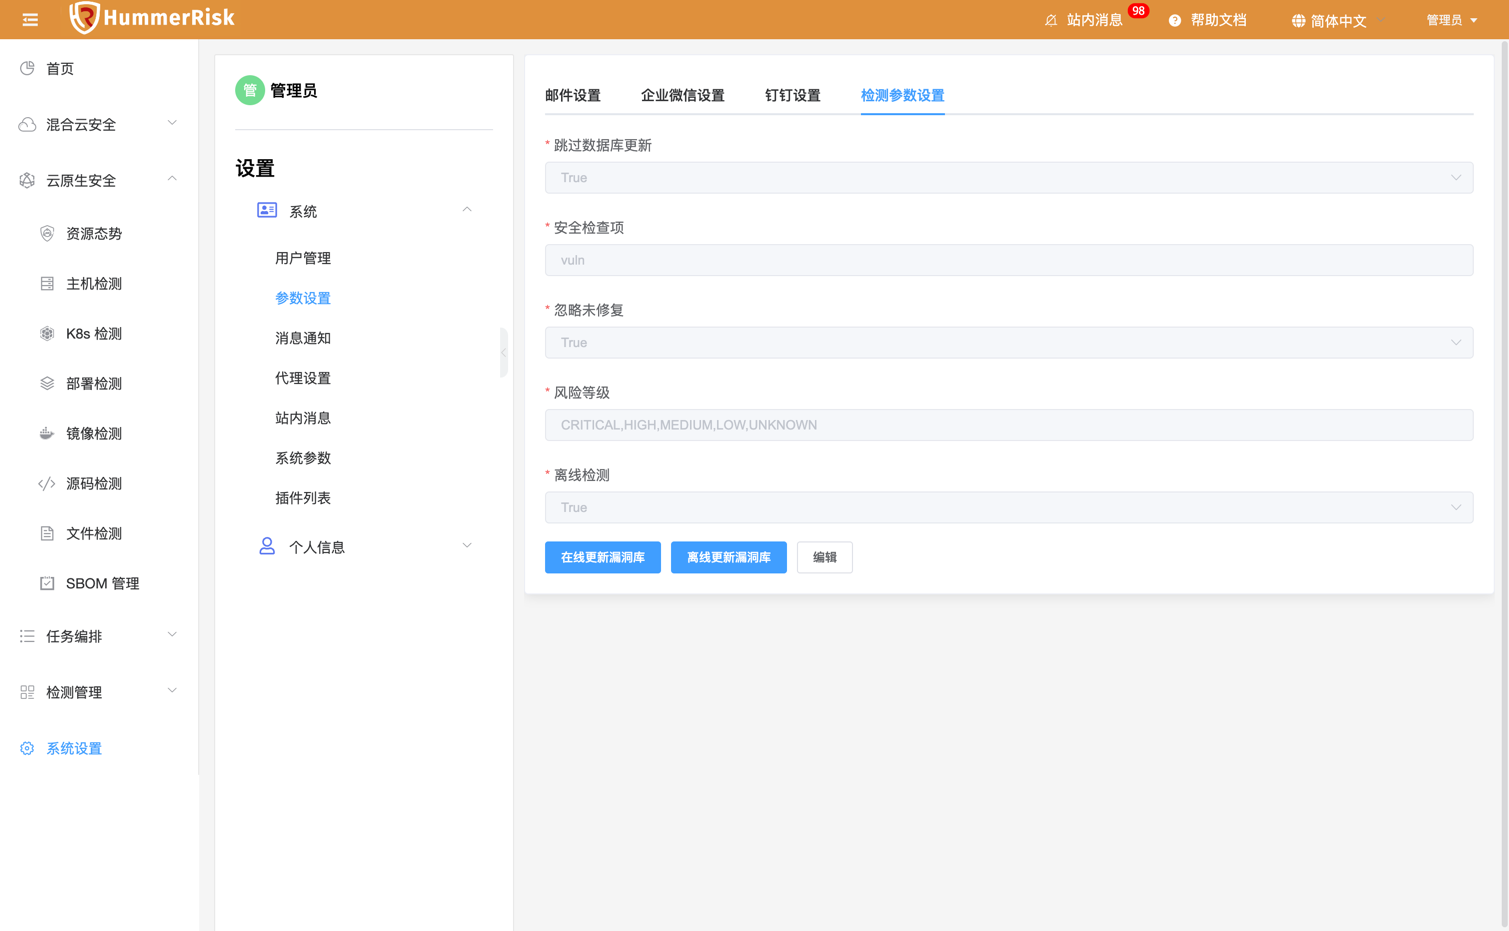 HummerRisk
站内消息
98
帮助文档
简体中文
管理员
首页
混合云安全
云原生安全
资源态势
主机检测
K8s 检测
部署检测
镜像检测
源码检测
文件检测
SBOM 管理
任务编排
检测管理
系统设置
管
管理员
设置
系统
用户管理
参数设置
消息通知
代理设置
站内消息
系统参数
插件列表
个人信息
邮件设置
企业微信设置
钉钉设置
检测参数设置
* 跳过数据库更新
True
* 安全检查项
vuln
* 忽略未修复
True
* 风险等级
CRITICAL,HIGH,MEDIUM,LOW,UNKNOWN
* 离线检测
True
在线更新漏洞库
离线更新漏洞库
编辑